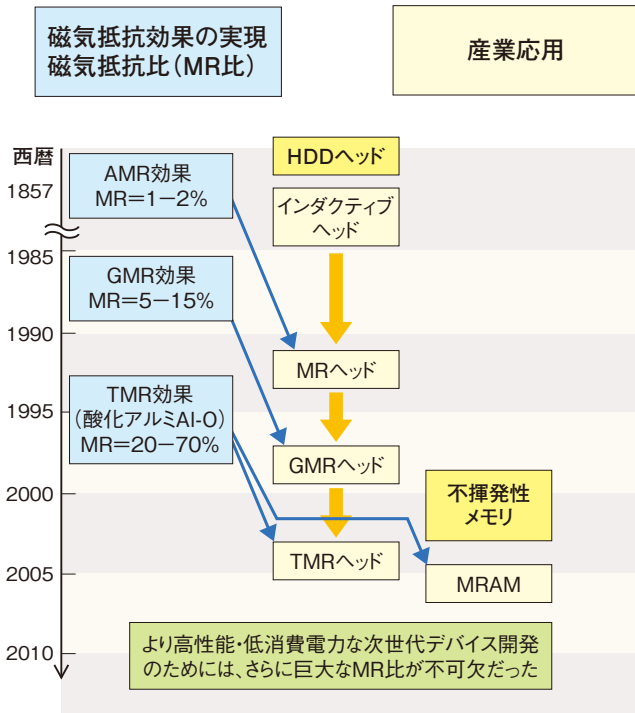 磁気抵抗効果の実現
磁気抵抗比（MR比）
産業応用
西暦
1857
1985
1990
1995
2000
2005
2010
AMR効果
MR＝1－2％
GMR効果
MR＝5－15％
TMR効果
（酸化アルミAl-O）
MR＝20－70％
HDDヘッド
インダクティブ
ヘッド
MRヘッド
GMRヘッド
TMRヘッド
不揮発性
メモリ
MRAM
より高性能・低消費電力な次世代デバイス開発
のためには、さらに巨大なMR比が不可欠だった